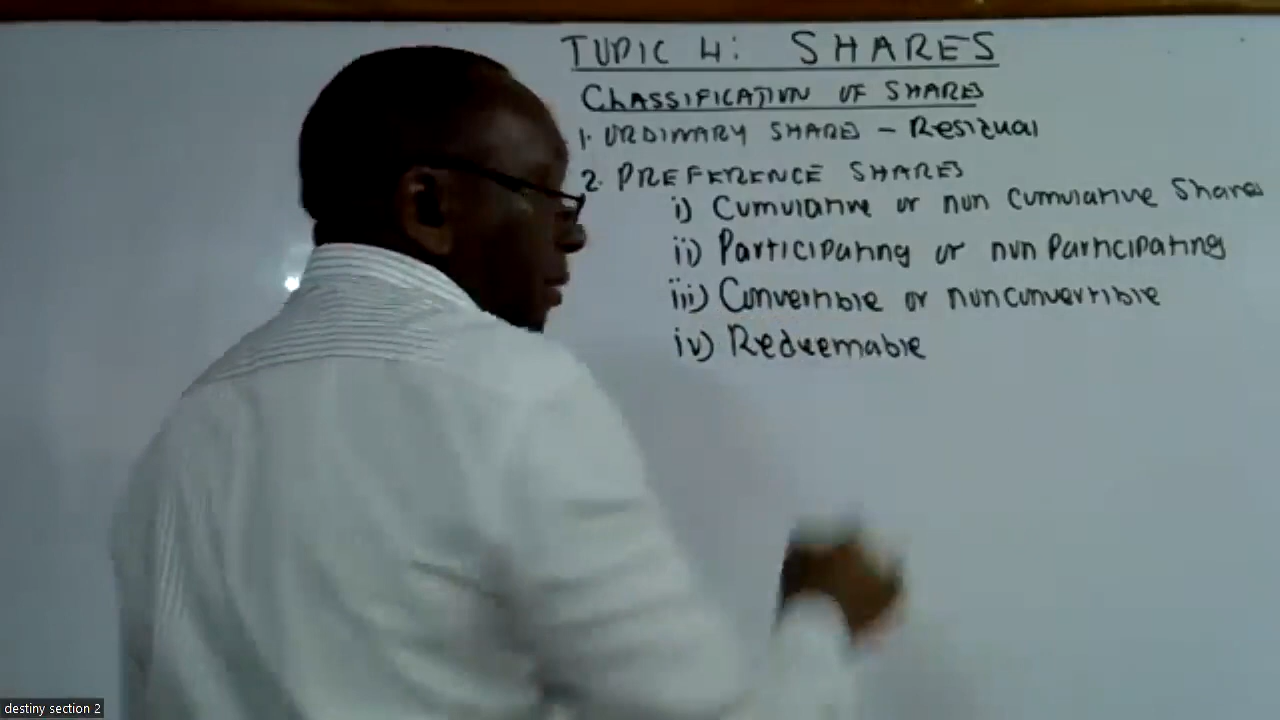 TOPIC 4: SHARES
CLASSIFICATION OF SHARES
1. ORDINARY SHARES - Residual
2. PREFERENCE SHARES
i) Cumulative or non cumulative Shares
ii) Participating or non Participating
iii) Convertible or nonconvertible
iv) Redeemable
destiny section 2